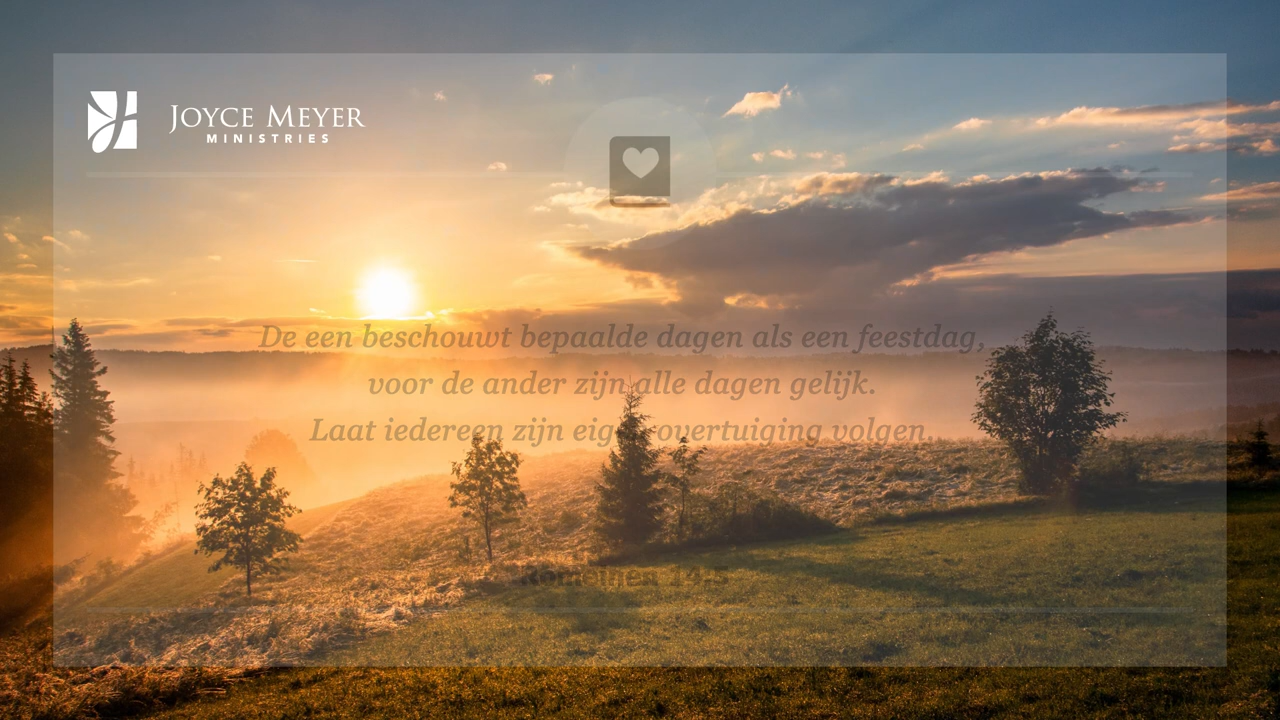 JOYCE MEYER
MINISTRIES
De een beschouwt bepaalde dagen als een feestdag,
voor de ander zijn alle dagen gelijk.
Laat iedereen zijn eigen overtuiging volgen.
Romeinen 14:5